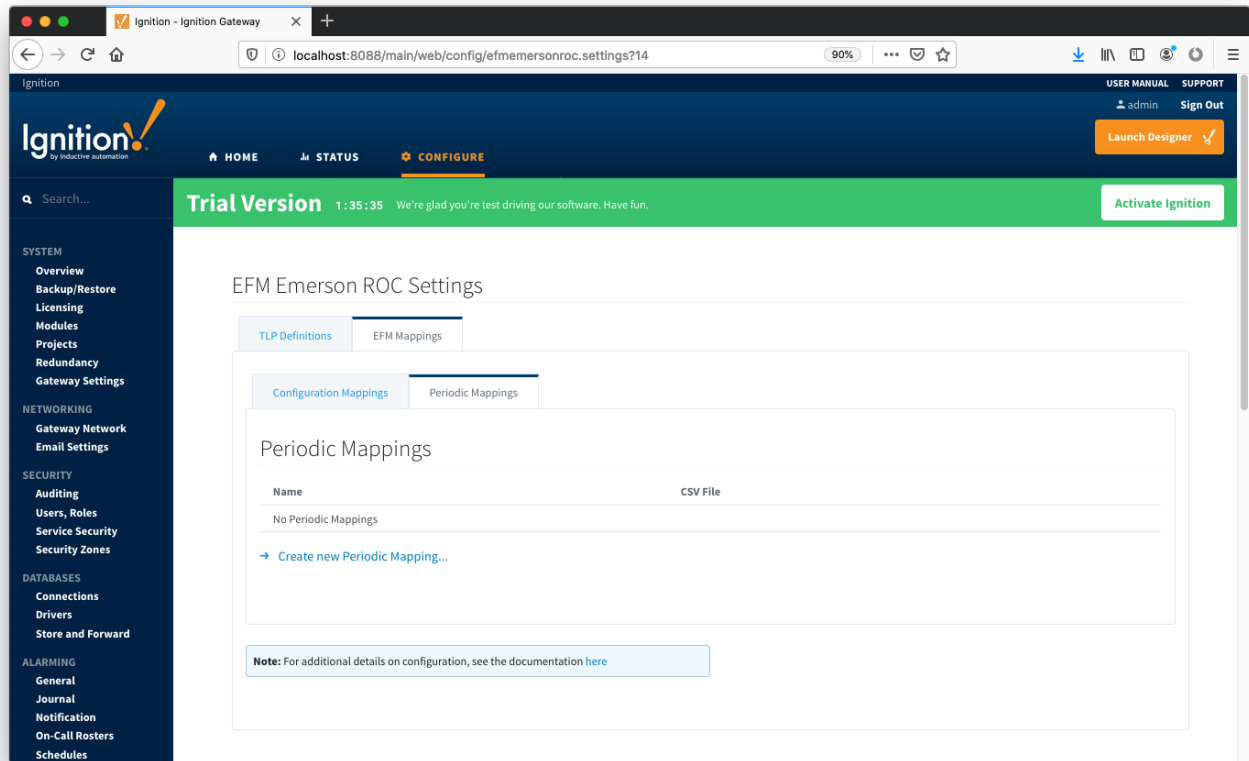 Ignition - Ignition Gateway
localhost:8088/main/web/config/efmemersonroc.settings?14
90%
Ignition
USER MANUAL SUPPORT
admin Sign Out
Ignition!
by inductive automation
Launch Designer
HOME STATUS CONFIGURE
Search...
Trial Version 1:35:35 We're glad you're test driving our software. Have fun.
Activate Ignition
SYSTEM
Overview
Backup/Restore
Licensing
Modules
Projects
Redundancy
Gateway Settings
NETWORKING
Gateway Network
Email Settings
SECURITY
Auditing
Users, Roles
Service Security
Security Zones
DATABASES
Connections
Drivers
Store and Forward
ALARMING
General
Journal
Notification
On-Call Rosters
Schedules
EFM Emerson ROC Settings
TLP Definitions EFM Mappings
Configuration Mappings Periodic Mappings
Periodic Mappings
Name CSV File
No Periodic Mappings
→ Create new Periodic Mapping...
Note: For additional details on configuration, see the documentation here